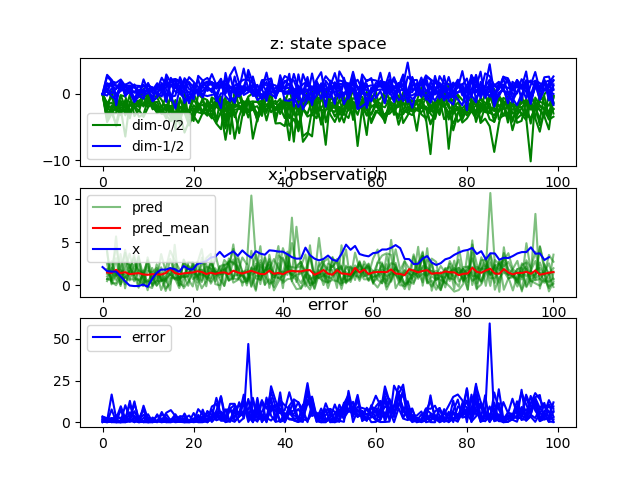 z: state space
0
−10
dim-0/2
dim-1/2
0 20 40 60 80 100
x: observation
10
5
0
pred
pred_mean
x
0 20 40 60 80 100
error
50
25
0
error
0 20 40 60 80 100